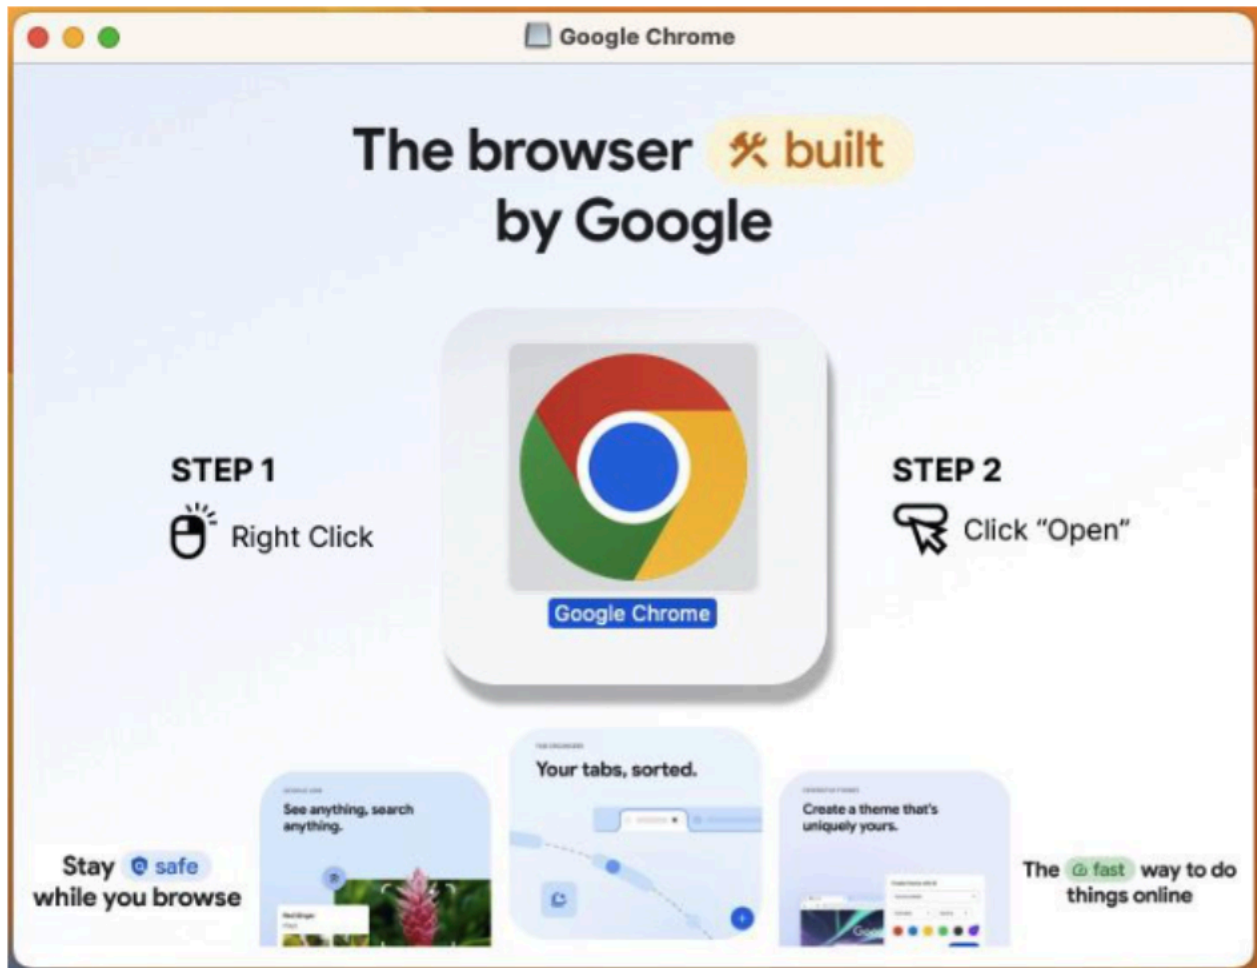 Google Chrome
The browser built
by Google
STEP 1
Right Click
Google Chrome
STEP 2
Click “Open”
Stay safe
while you browse
See anything, search
anything.
Your tabs, sorted.
Create a theme that's
uniquely yours.
The fast way to do
things online